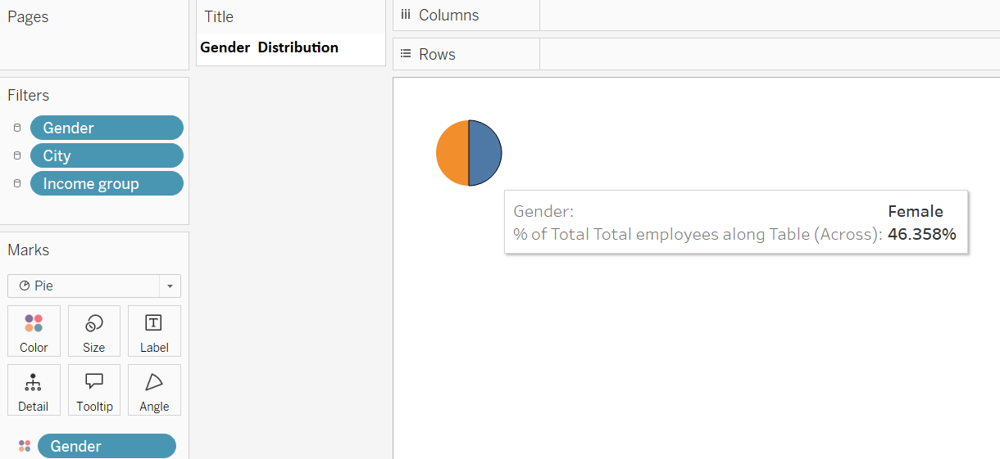 Pages
Title
Gender  Distribution
Columns
Rows
Filters
Gender
City
Income group
Marks
Pie
Color
Size
Label
Detail
Tooltip
Angle
Gender
Gender: Female
% of Total Total employees along Table (Across): 46.358%